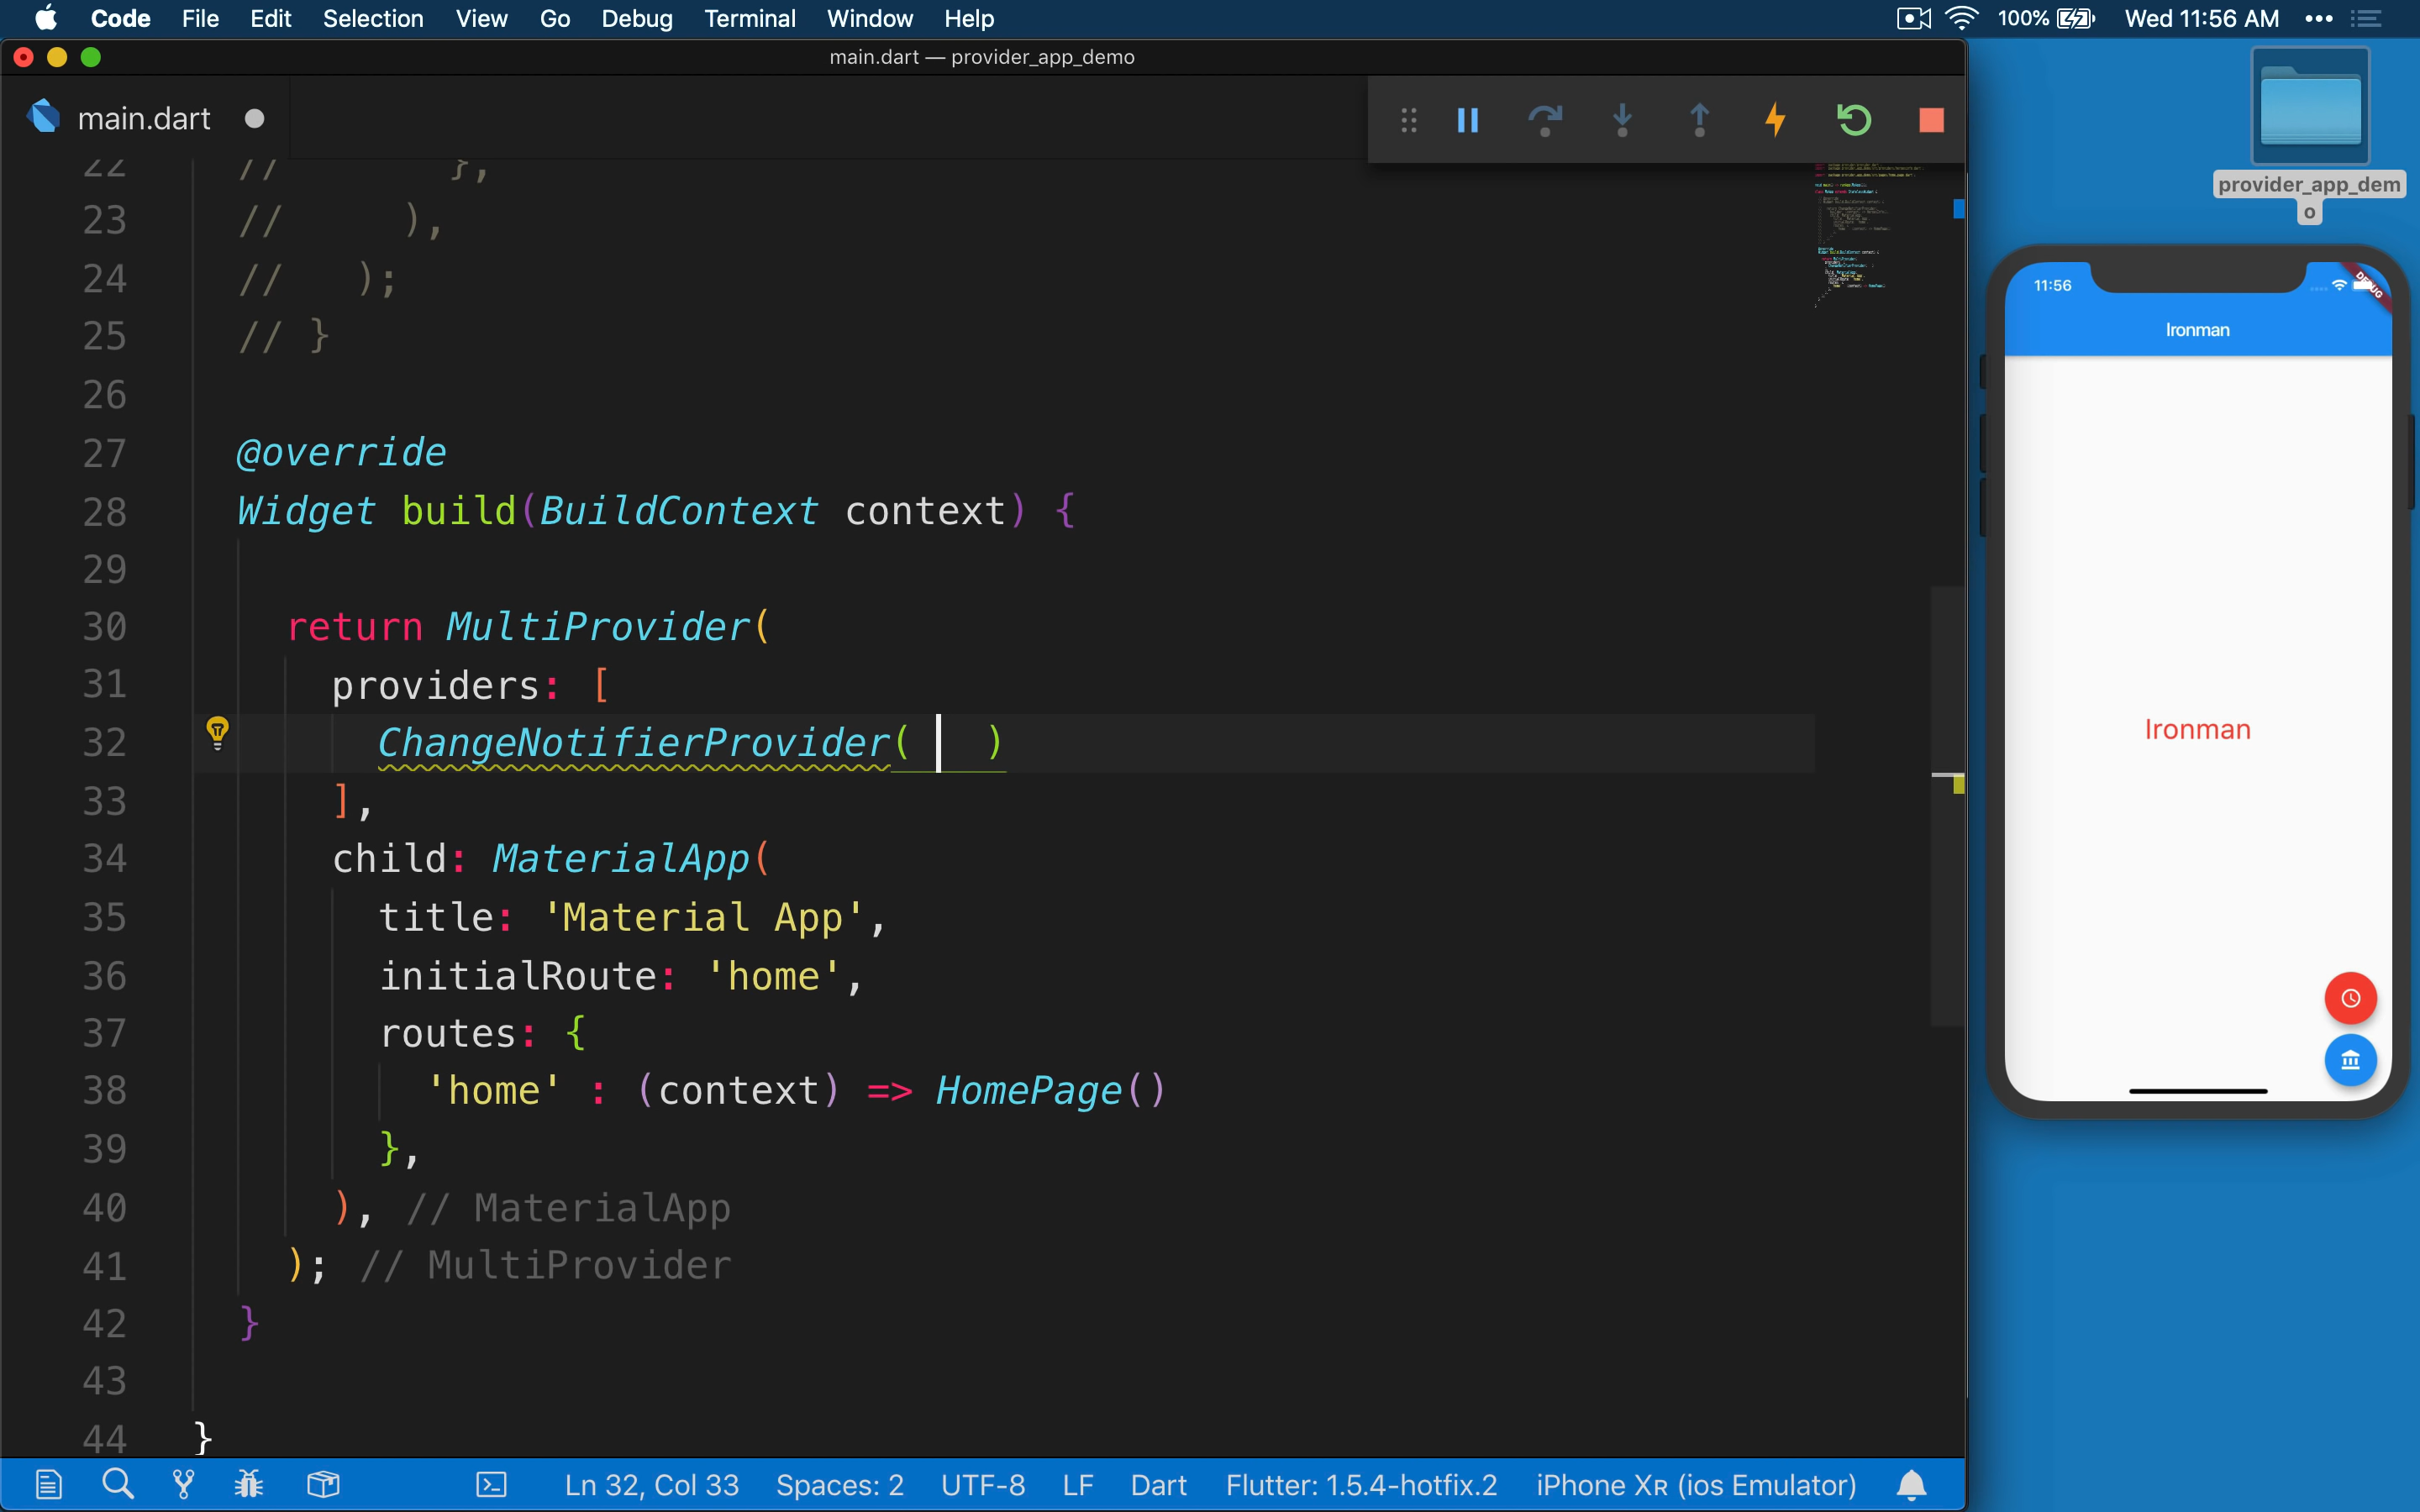 Code File Edit Selection View Go Debug Terminal Window Help 100% Wed 11:56 AM
main.dart — provider_app_demo
main.dart
provider_app_dem
o
22 // },
23 // ),
24 // );
25 // }
26
27 @override
28 Widget build(BuildContext context) {
29
30 return MultiProvider(
31 providers: [
32 ChangeNotifierProvider( )
33 ],
34 child: MaterialApp(
35 title: 'Material App',
36 initialRoute: 'home',
37 routes: {
38 'home' : (context) => HomePage()
39 },
40 ), // MaterialApp
41 ); // MultiProvider
42 }
43
44 }
11:56
DEBUG
Ironman
Ironman
Ln 32, Col 33 Spaces: 2 UTF-8 LF Dart Flutter: 1.5.4-hotfix.2 iPhone Xʀ (ios Emulator)